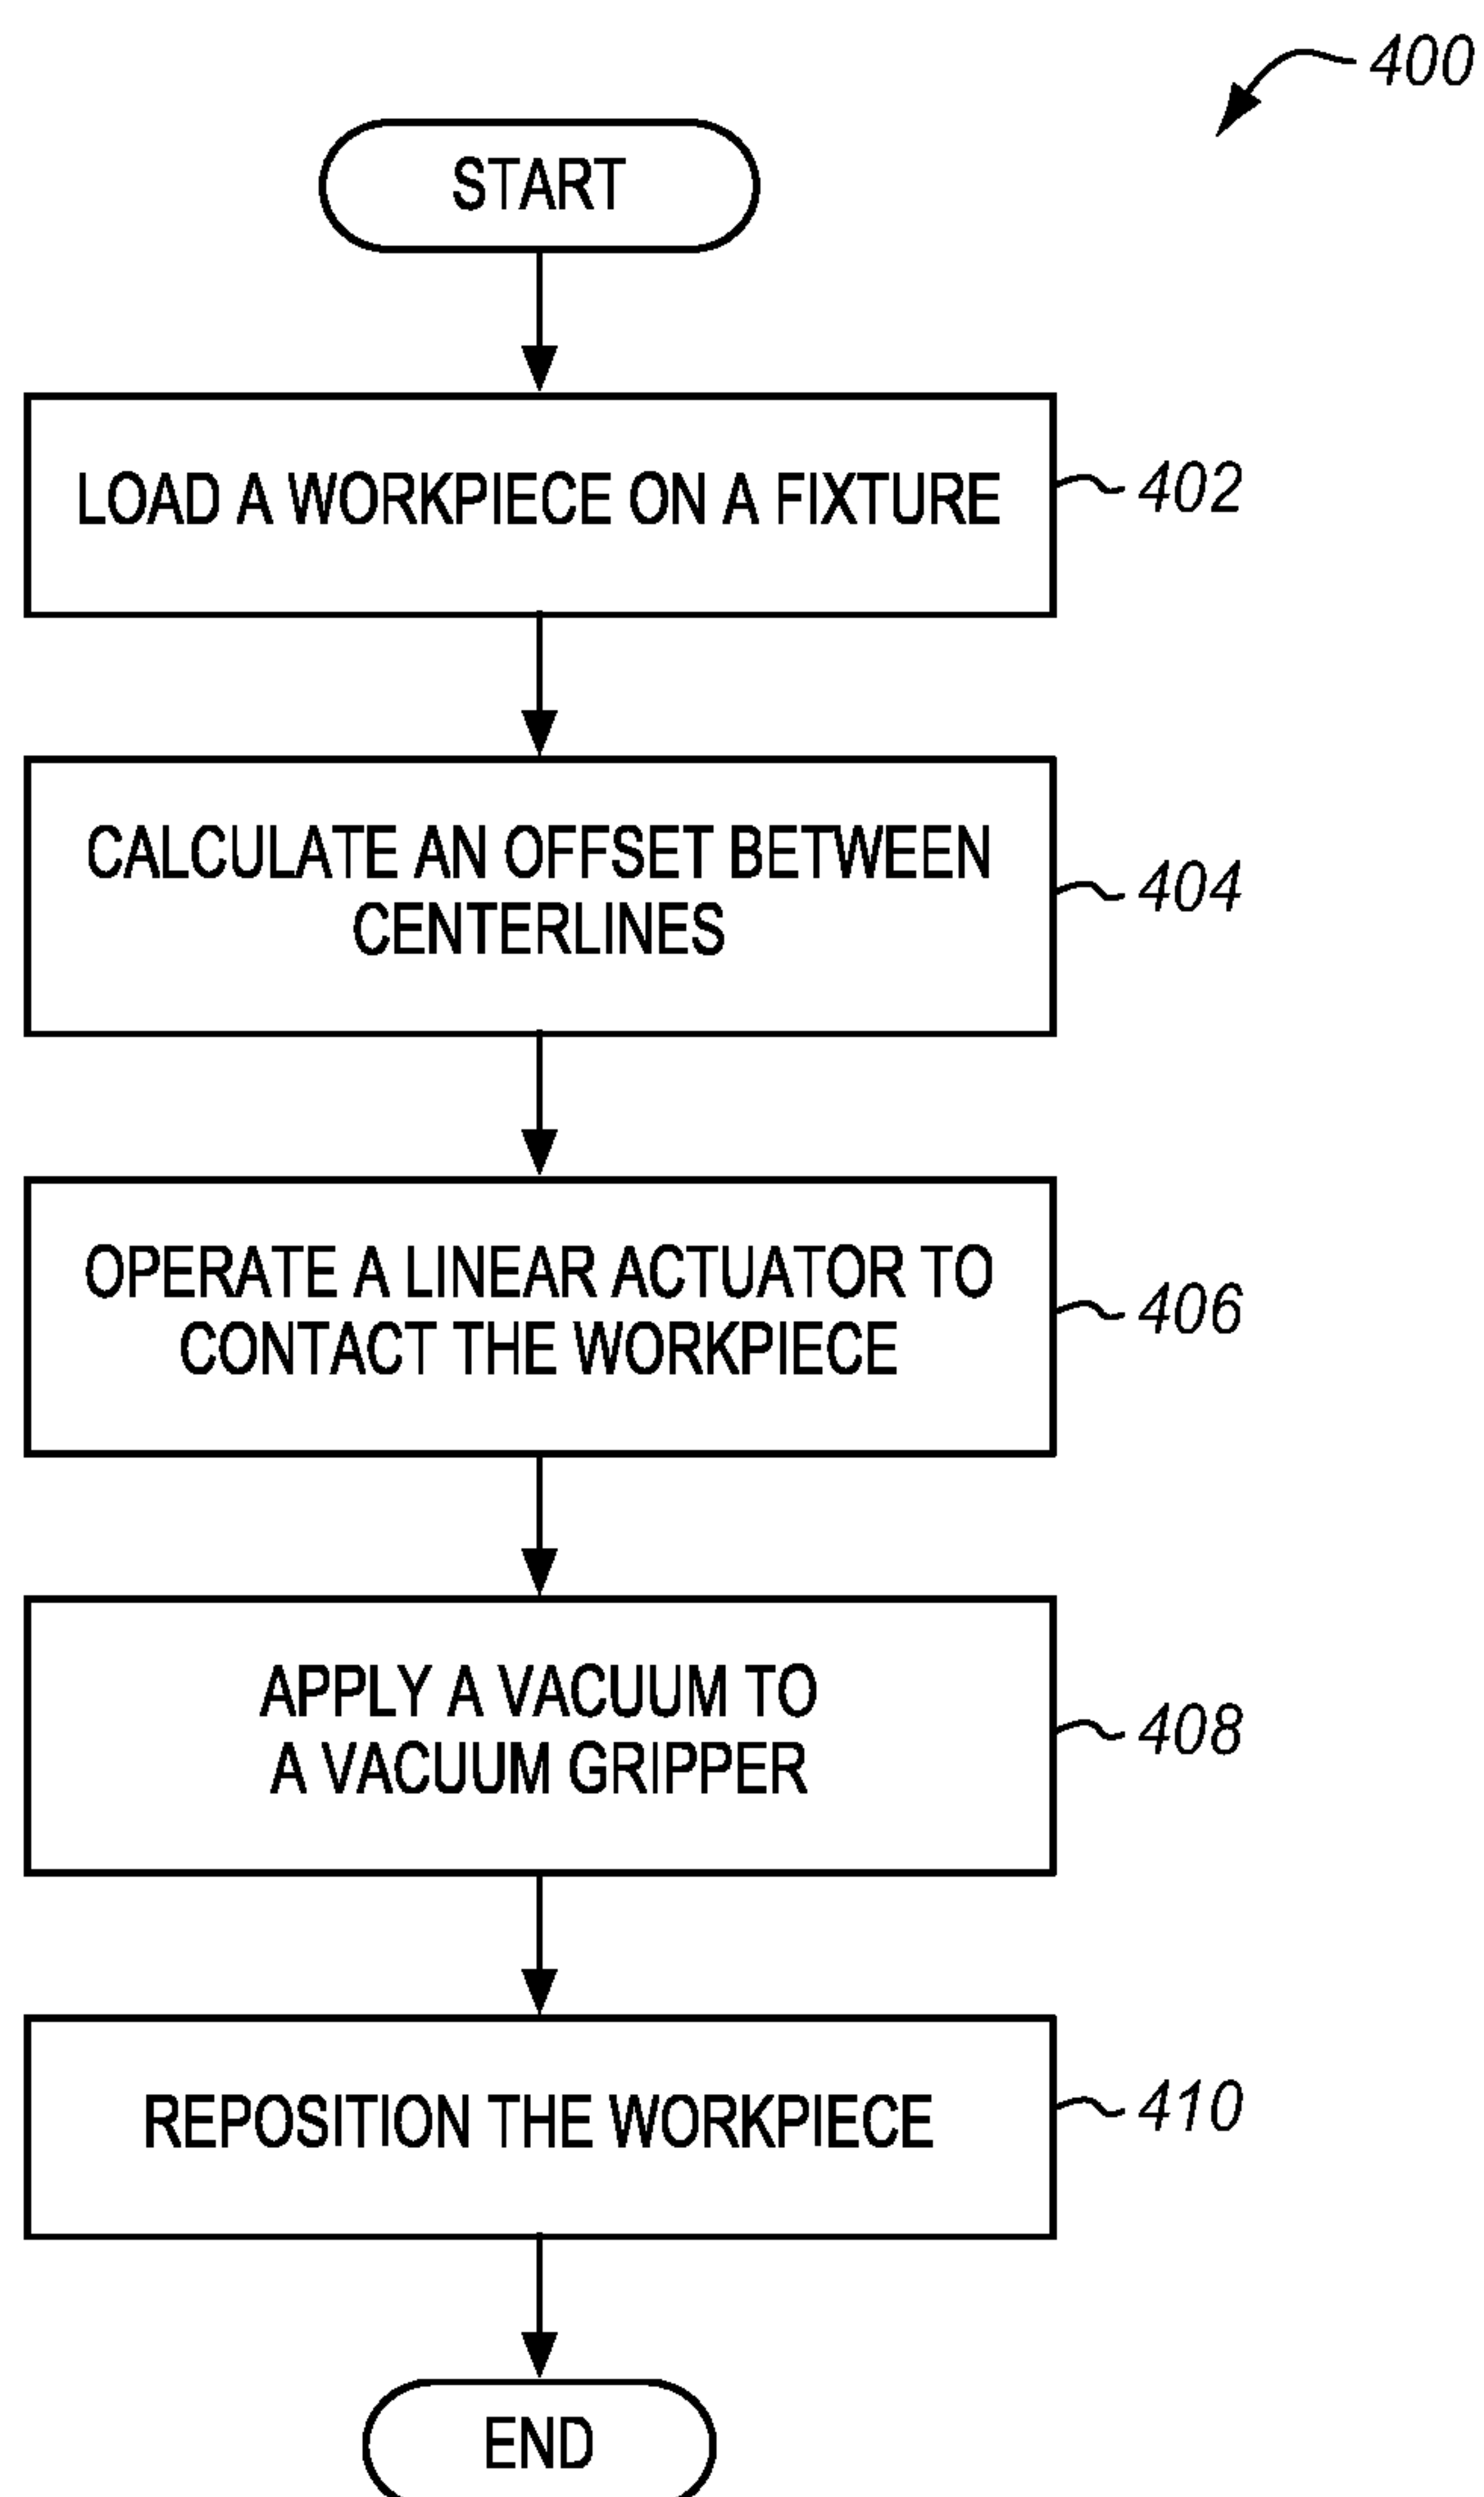 400
START
LOAD A WORKPIECE ON A FIXTURE
402
CALCULATE AN OFFSET BETWEEN
CENTERLINES
404
OPERATE A LINEAR ACTUATOR TO
CONTACT THE WORKPIECE
406
APPLY A VACUUM TO
A VACUUM GRIPPER
408
REPOSITION THE WORKPIECE
410
END